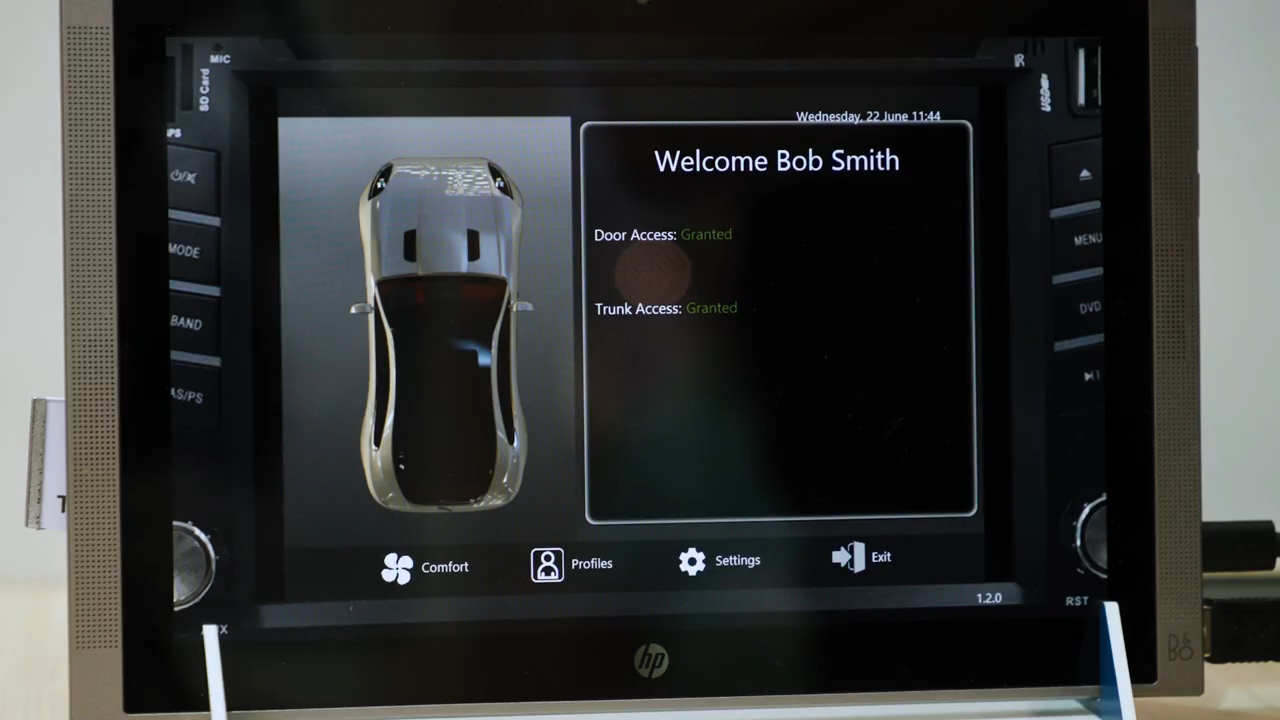 MIC
SD Card
Wednesday, 22 June 11:44
Welcome Bob Smith
MODE
MENU
Door Access: Granted
BAND
DVD
Trunk Access: Granted
AS/PS
Comfort
Profiles
Settings
Exit
1.2.0
RST
hp
B&O